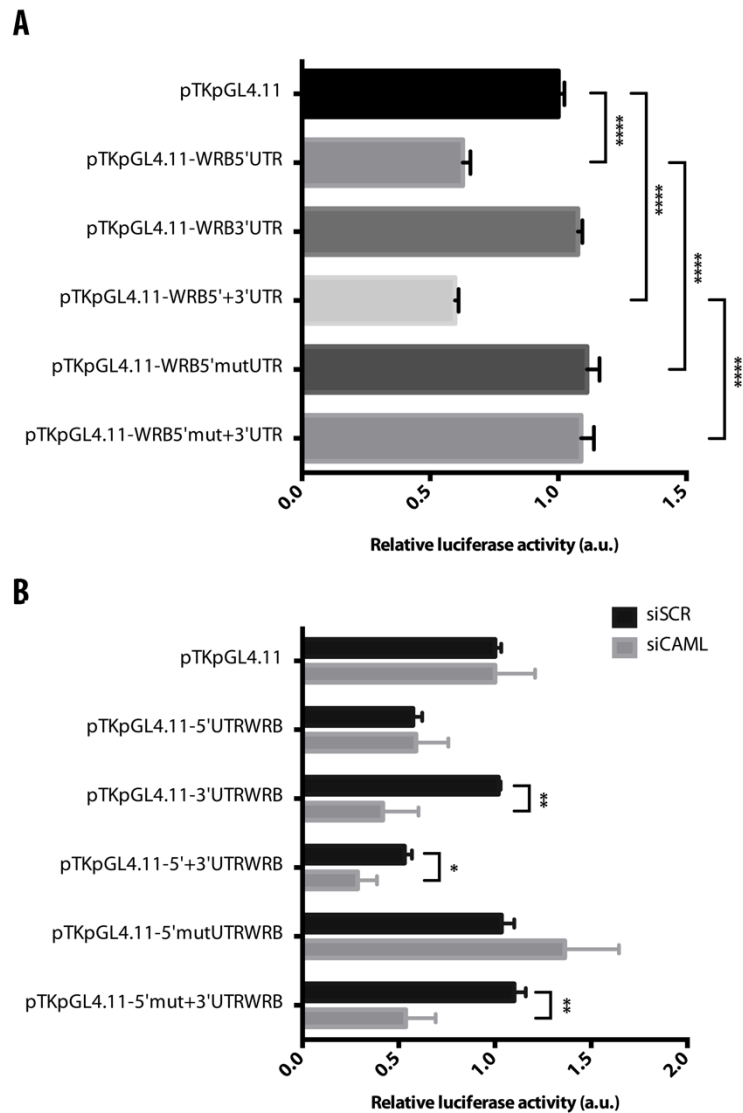 A
pTKpGL4.11
pTKpGL4.11-WRB5'UTR
pTKpGL4.11-WRB3'UTR
pTKpGL4.11-WRB5'+3'UTR
pTKpGL4.11-WRB5'mutUTR
pTKpGL4.11-WRB5'mut+3'UTR
****
****
****
****
0.0 0.5 1.0 1.5
Relative luciferase activity (a.u.)
B
siSCR
siCAML
pTKpGL4.11
pTKpGL4.11-5'UTRWRB
pTKpGL4.11-3'UTRWRB
**
pTKpGL4.11-5'+3'UTRWRB
*
pTKpGL4.11-5'mutUTRWRB
pTKpGL4.11-5'mut+3'UTRWRB
**
0.0 0.5 1.0 1.5 2.0
Relative luciferase activity (a.u.)